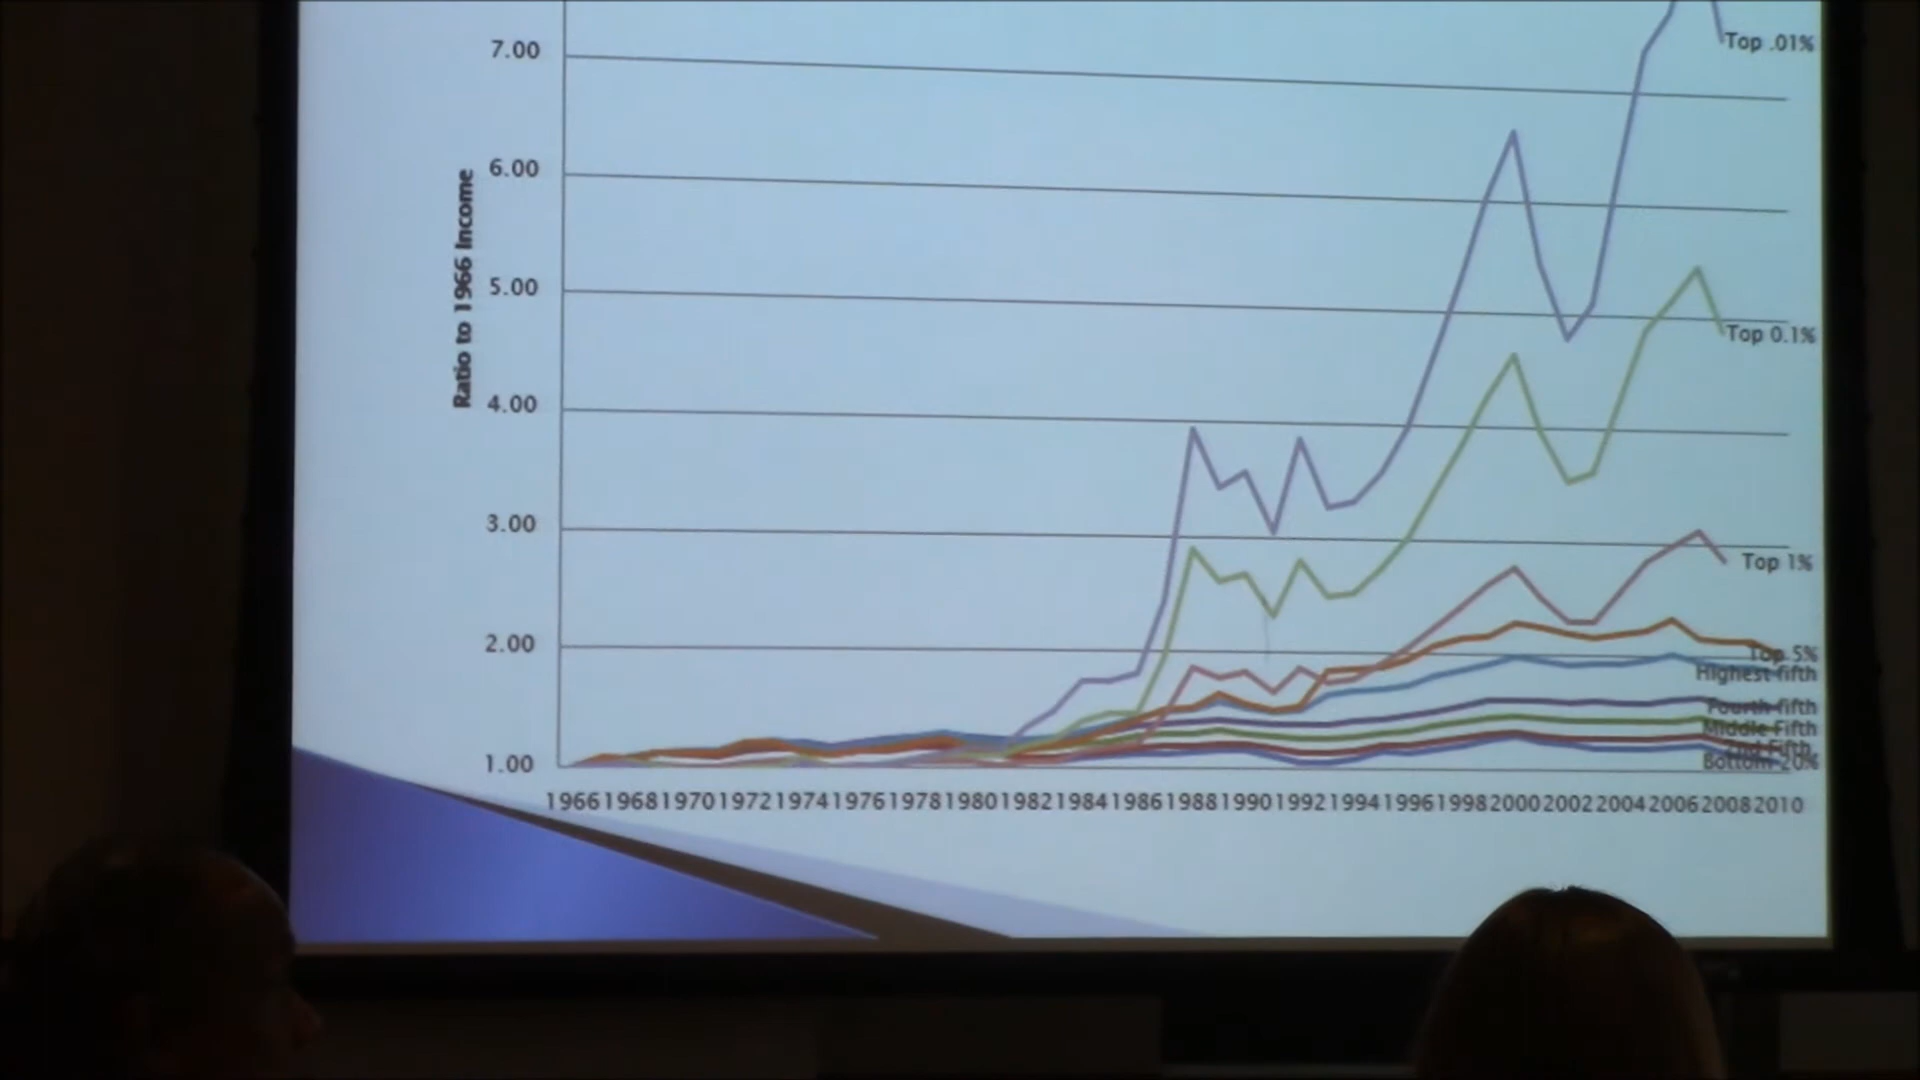 7.00
6.00
5.00
4.00
3.00
2.00
1.00
Ratio to 1966 Income
Top .01%
Top 0.1%
Top 1%
Top 5%
Highest fifth
Fourth fifth
Middle Fifth
2nd Fifth
Bottom 20%
1966 1968 1970 1972 1974 1976 1978 1980 1982 1984 1986 1988 1990 1992 1994 1996 1998 2000 2002 2004 2006 2008 2010